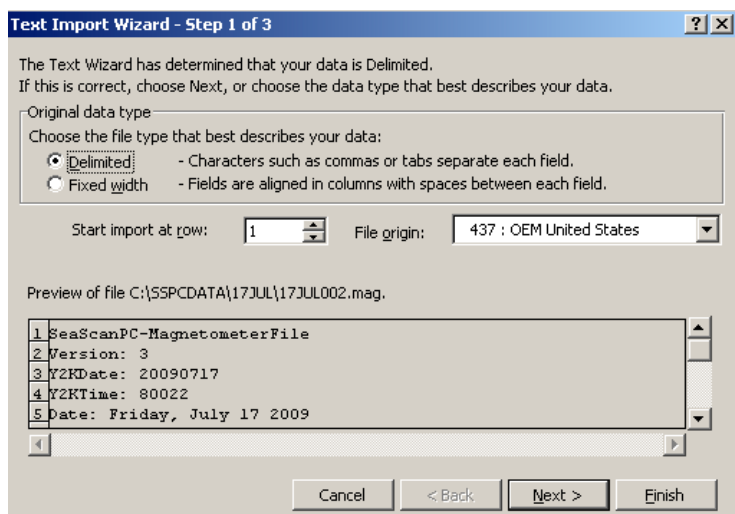 Text Import Wizard - Step 1 of 3
The Text Wizard has determined that your data is Delimited.
If this is correct, choose Next, or choose the data type that best describes your data.
Original data type
Choose the file type that best describes your data:
Delimited - Characters such as commas or tabs separate each field.
Fixed width - Fields are aligned in columns with spaces between each field.
Start import at row: 1 File origin: 437 : OEM United States
Preview of file C:\SSPCDATA\17JUL\17JUL002.mag.
1 SeaScanPC-MagnetometerFile
2 Version: 3
3 Y2KDate: 20090717
4 Y2KTime: 80022
5 Date: Friday, July 17 2009
Cancel < Back Next > Finish